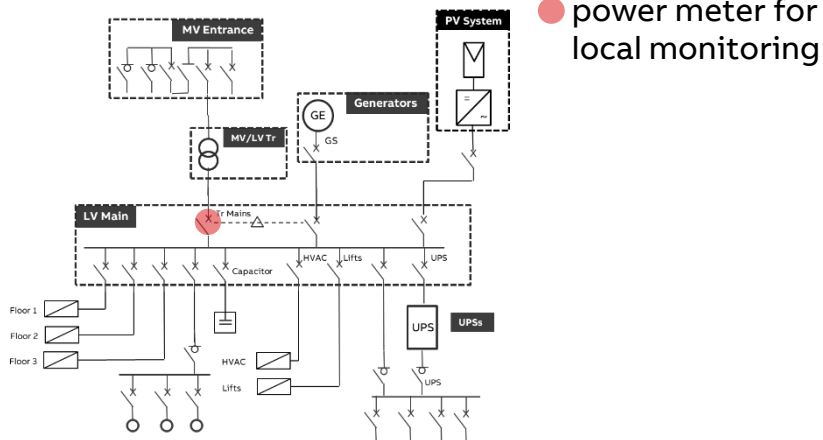 power meter for
local monitoring
MV Entrance
PV System
=
~
Generators
GE
GS
MV/LV Tr
LV Main
Tr Mains
HVAC
Lifts
UPS
Capacitor
Floor 1
Floor 2
Floor 3
HVAC
Lifts
UPS
UPSs
UPS